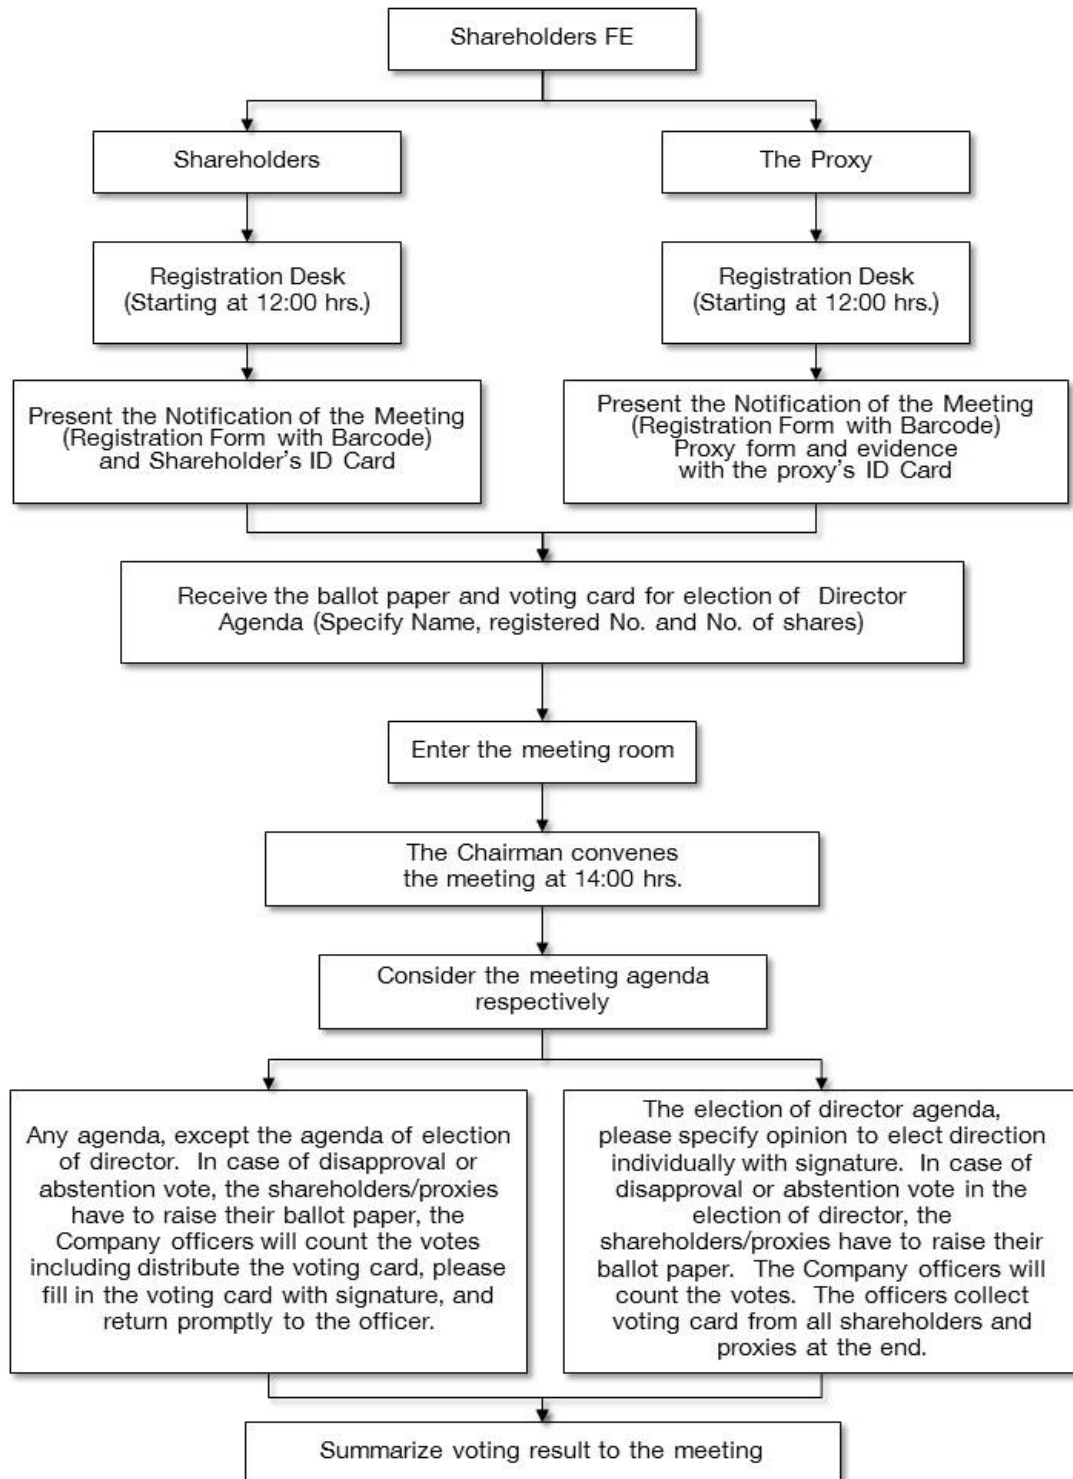 Shareholders FE
Shareholders
The Proxy
Registration Desk
(Starting at 12:00 hrs.)
Registration Desk
(Starting at 12:00 hrs.)
Present the Notification of the Meeting
(Registration Form with Barcode)
and Shareholder's ID Card
Present the Notification of the Meeting
(Registration Form with Barcode)
Proxy form and evidence
with the proxy's ID Card
Receive the ballot paper and voting card for election of Director
Agenda (Specify Name, registered No. and No. of shares)
Enter the meeting room
The Chairman convenes
the meeting at 14:00 hrs.
Consider the meeting agenda
respectively
Any agenda, except the agenda of election
of director. In case of disapproval or
abstention vote, the shareholders/proxies
have to raise their ballot paper, the
Company officers will count the votes
including distribute the voting card, please
fill in the voting card with signature, and
return promptly to the officer.
The election of director agenda,
please specify opinion to elect direction
individually with signature. In case of
disapproval or abstention vote in the
election of director, the
shareholders/proxies have to raise their
ballot paper. The Company officers will
count the votes. The officers collect
voting card from all shareholders and
proxies at the end.
Summarize voting result to the meeting